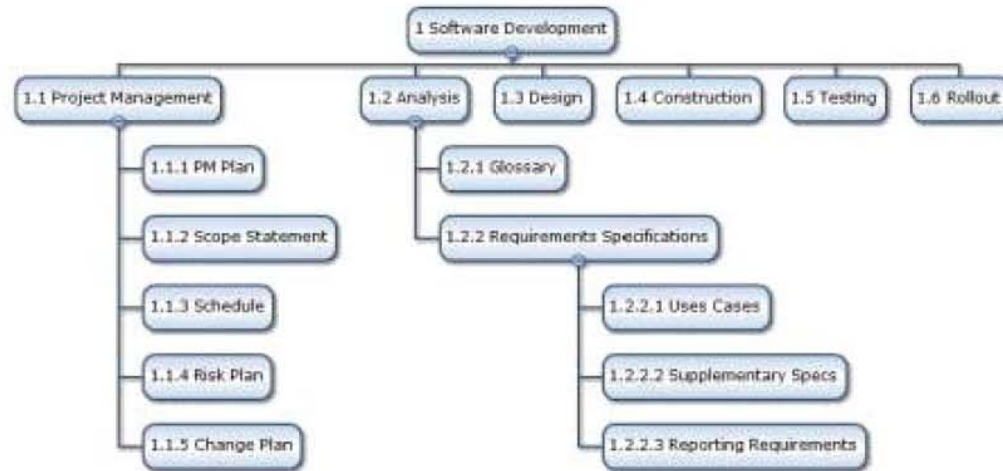 1 Software Development
1.1 Project Management
1.2 Analysis
1.3 Design
1.4 Construction
1.5 Testing
1.6 Rollout
1.1.1 PM Plan
1.1.2 Scope Statement
1.1.3 Schedule
1.1.4 Risk Plan
1.1.5 Change Plan
1.2.1 Glossary
1.2.2 Requirements Specifications
1.2.2.1 Uses Cases
1.2.2.2 Supplementary Specs
1.2.2.3 Reporting Requirements